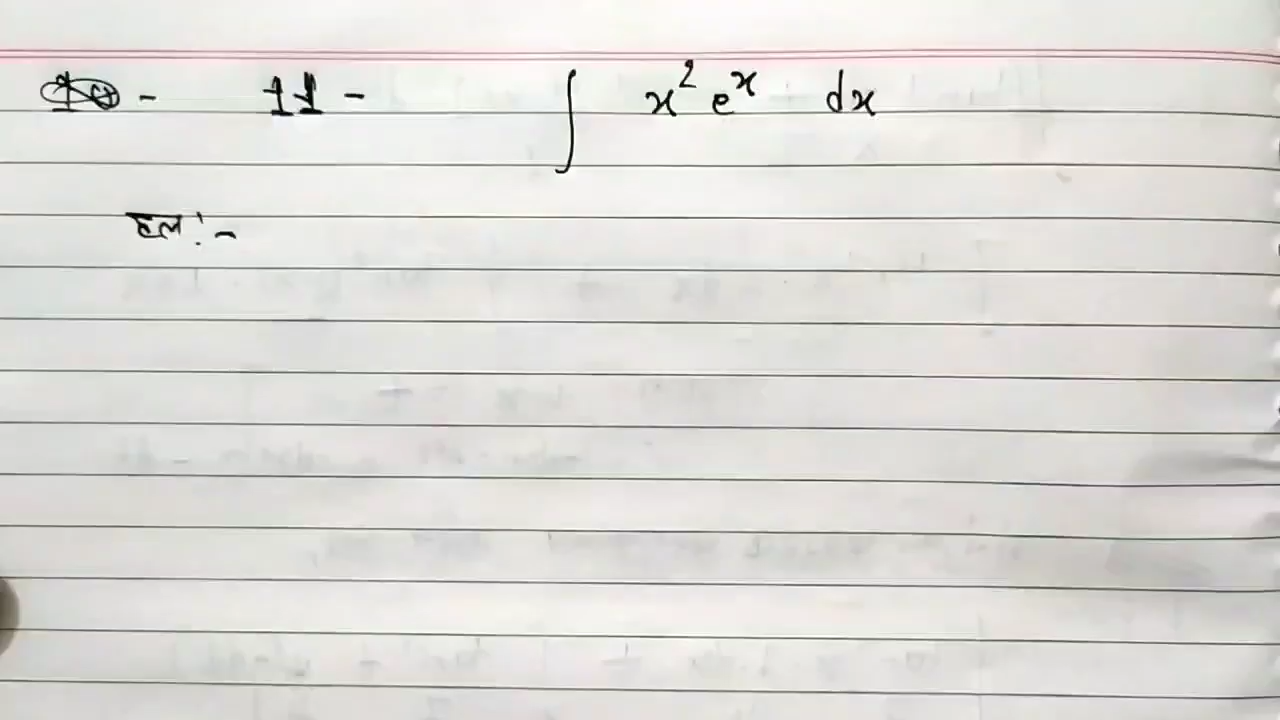 - 11 - ∫ x² eˣ dx
हल :-